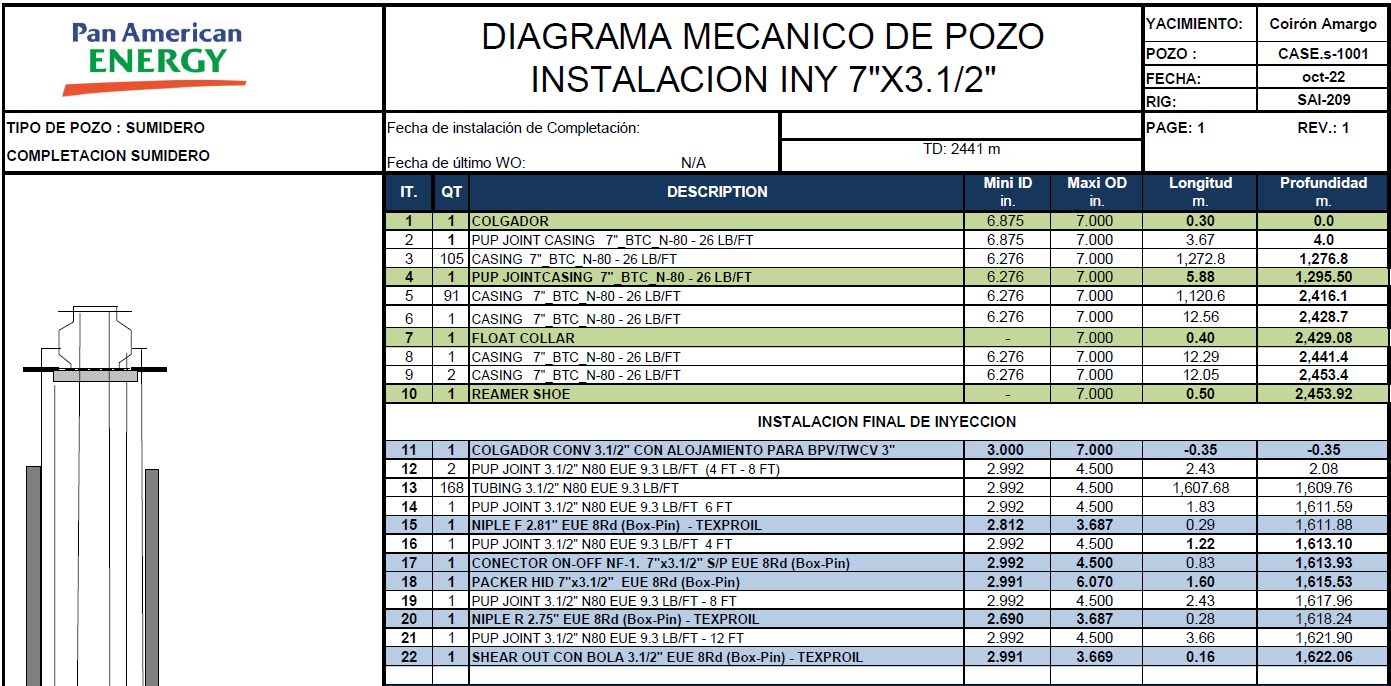 Pan American
ENERGY
DIAGRAMA MECANICO DE POZO
INSTALACION INY 7"X3.1/2"
YACIMIENTO: Coirón Amargo
POZO : CASE.s-1001
FECHA: oct-22
RIG: SAI-209
TIPO DE POZO : SUMIDERO
COMPLETACION SUMIDERO
Fecha de instalación de Completación:
Fecha de último WO: N/A
TD: 2441 m
PAGE: 1 REV.: 1
IT. QT DESCRIPTION Mini ID in. Maxi OD in. Longitud m. Profundidad m.
1 1 COLGADOR 6.875 7.000 0.30 0.0
2 1 PUP JOINT CASING 7"_BTC_N-80 - 26 LB/FT 6.875 7.000 3.67 4.0
3 105 CASING 7"_BTC_N-80 - 26 LB/FT 6.276 7.000 1,272.8 1,276.8
4 1 PUP JOINTCASING 7"_BTC_N-80 - 26 LB/FT 6.276 7.000 5.88 1,295.50
5 91 CASING 7"_BTC_N-80 - 26 LB/FT 6.276 7.000 1,120.6 2,416.1
6 1 CASING 7"_BTC_N-80 - 26 LB/FT 6.276 7.000 12.56 2,428.7
7 1 FLOAT COLLAR - 7.000 0.40 2,429.08
8 1 CASING 7"_BTC_N-80 - 26 LB/FT 6.276 7.000 12.29 2,441.4
9 2 CASING 7"_BTC_N-80 - 26 LB/FT 6.276 7.000 12.05 2,453.4
10 1 REAMER SHOE - 7.000 0.50 2,453.92
INSTALACION FINAL DE INYECCION
11 1 COLGADOR CONV 3.1/2" CON ALOJAMIENTO PARA BPV/TWCV 3" 3.000 7.000 -0.35 -0.35
12 2 PUP JOINT 3.1/2" N80 EUE 9.3 LB/FT (4 FT - 8 FT) 2.992 4.500 2.43 2.08
13 168 TUBING 3.1/2" N80 EUE 9.3 LB/FT 2.992 4.500 1,607.68 1,609.76
14 1 PUP JOINT 3.1/2" N80 EUE 9.3 LB/FT 6 FT 2.992 4.500 1.83 1,611.59
15 1 NIPLE F 2.81" EUE 8Rd (Box-Pin) - TEXPROIL 2.812 3.687 0.29 1,611.88
16 1 PUP JOINT 3.1/2" N80 EUE 9.3 LB/FT 4 FT 2.992 4.500 1.22 1,613.10
17 1 CONECTOR ON-OFF NF-1. 7"x3.1/2" S/P EUE 8Rd (Box-Pin) 2.992 4.500 0.83 1,613.93
18 1 PACKER HID 7"x3.1/2" EUE 8Rd (Box-Pin) 2.991 6.070 1.60 1,615.53
19 1 PUP JOINT 3.1/2" N80 EUE 9.3 LB/FT - 8 FT 2.992 4.500 2.43 1,617.96
20 1 NIPLE R 2.75" EUE 8Rd (Box-Pin) - TEXPROIL 2.690 3.687 0.28 1,618.24
21 1 PUP JOINT 3.1/2" N80 EUE 9.3 LB/FT - 12 FT 2.992 4.500 3.66 1,621.90
22 1 SHEAR OUT CON BOLA 3.1/2" EUE 8Rd (Box-Pin) - TEXPROIL 2.991 3.669 0.16 1,622.06